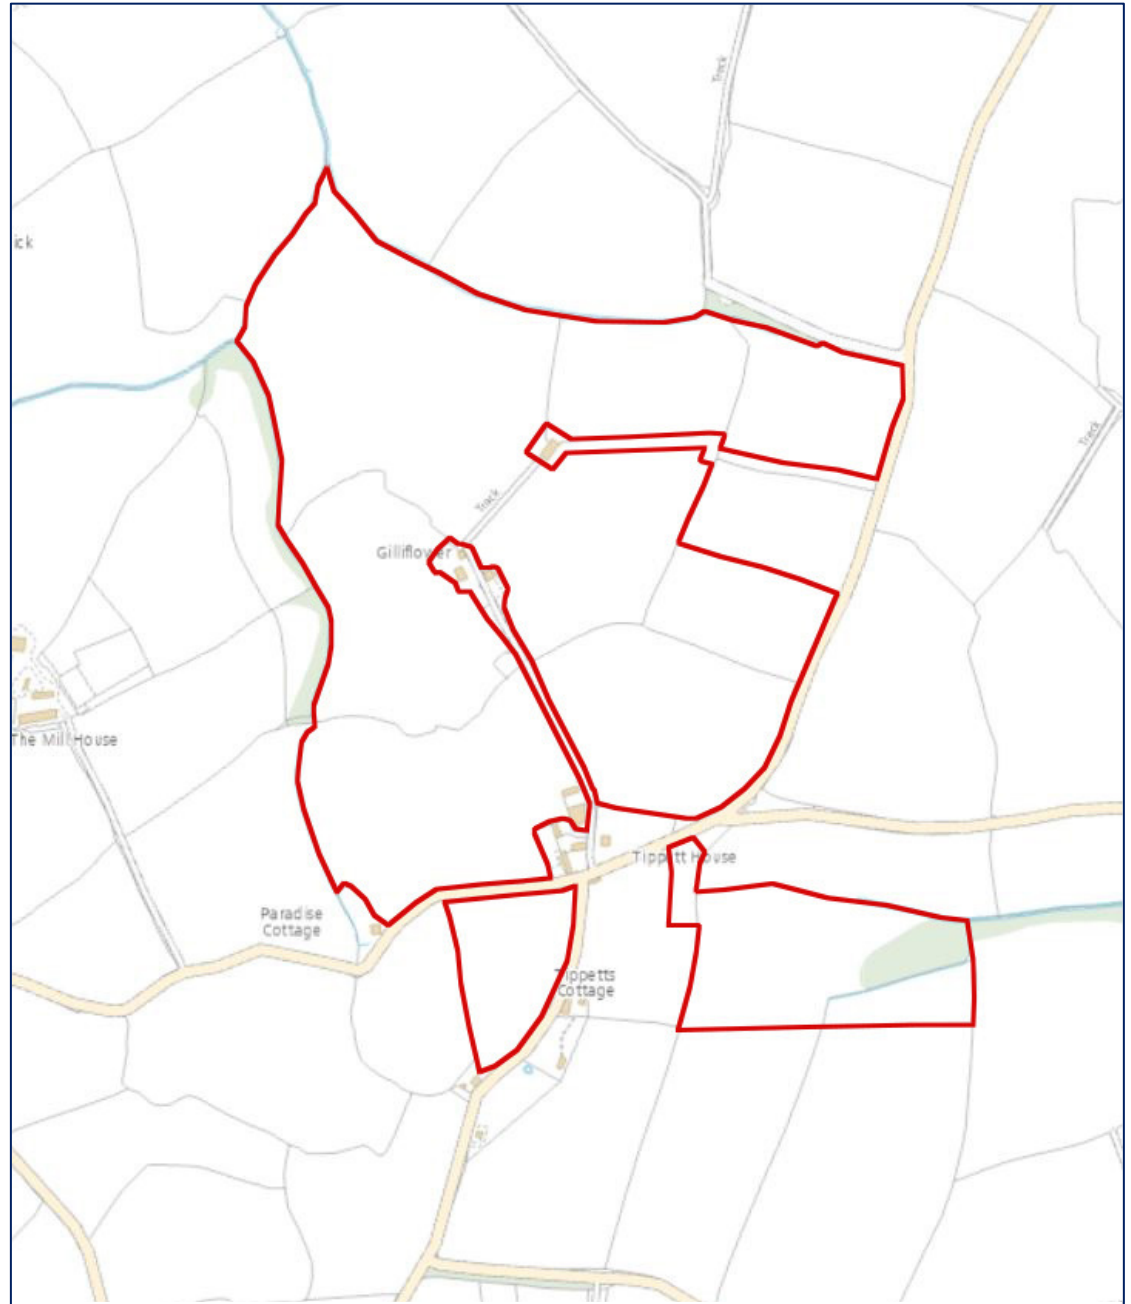 Track
ick
Track
Track
Gilliflower
The Mill House
Tippett House
Paradise
Cottage
Tippetts
Cottage